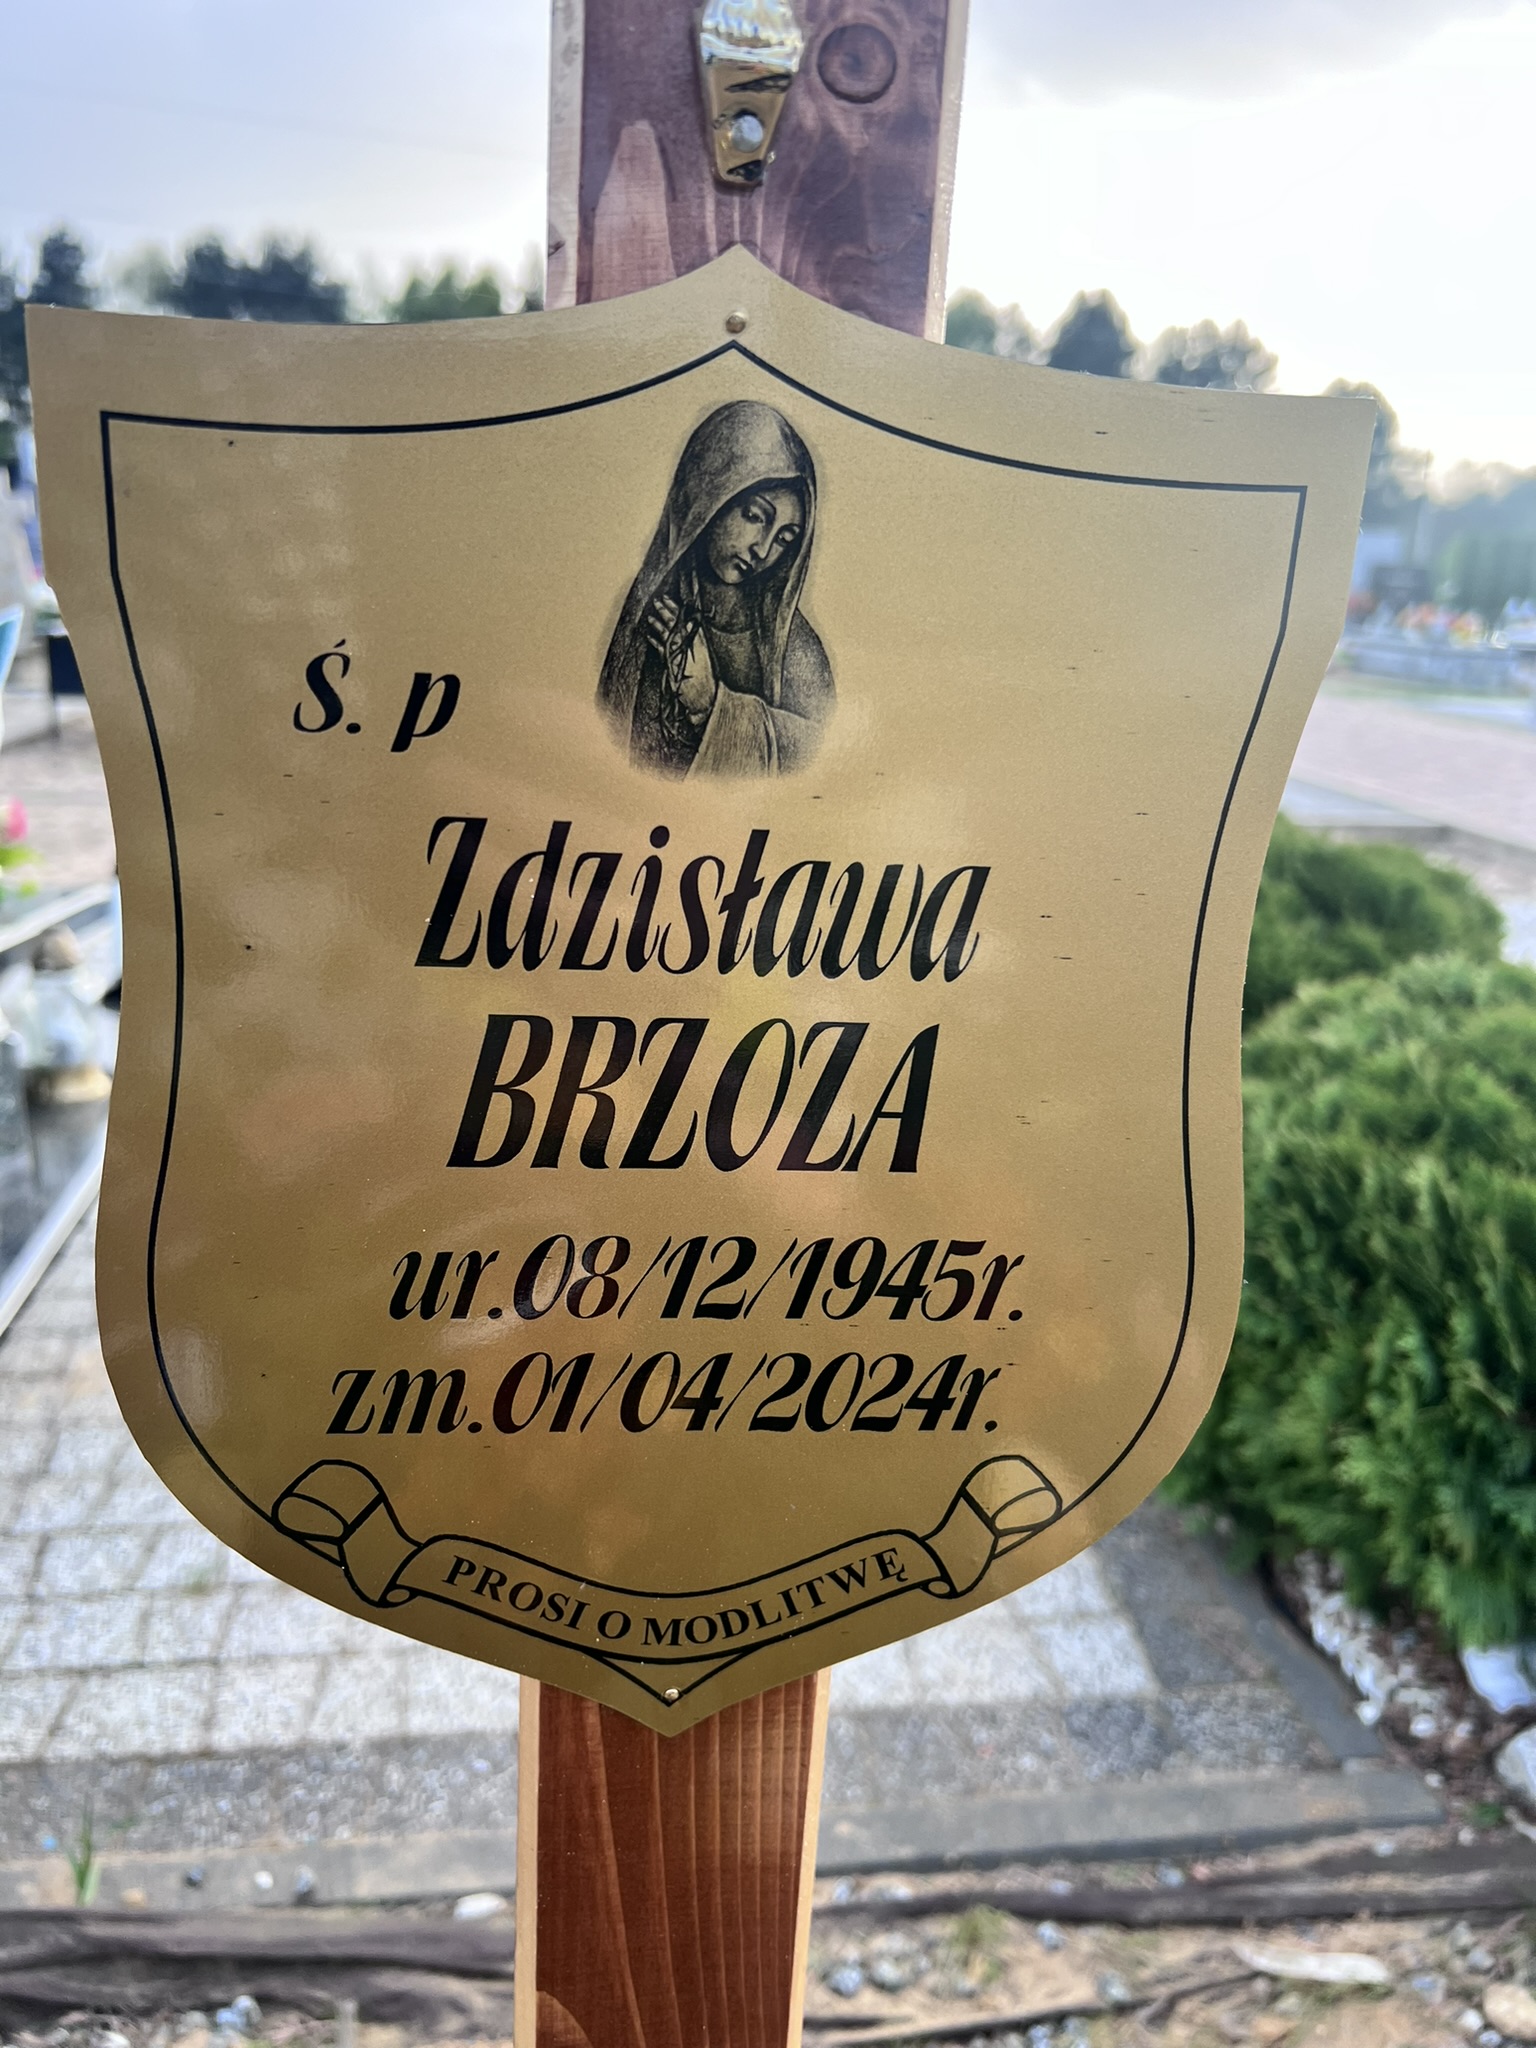 Ś. p
Zdzisława
BRZOZA
ur.08/12/1945r.
zm.01/04/2024r.
PROSI O MODLITWĘ